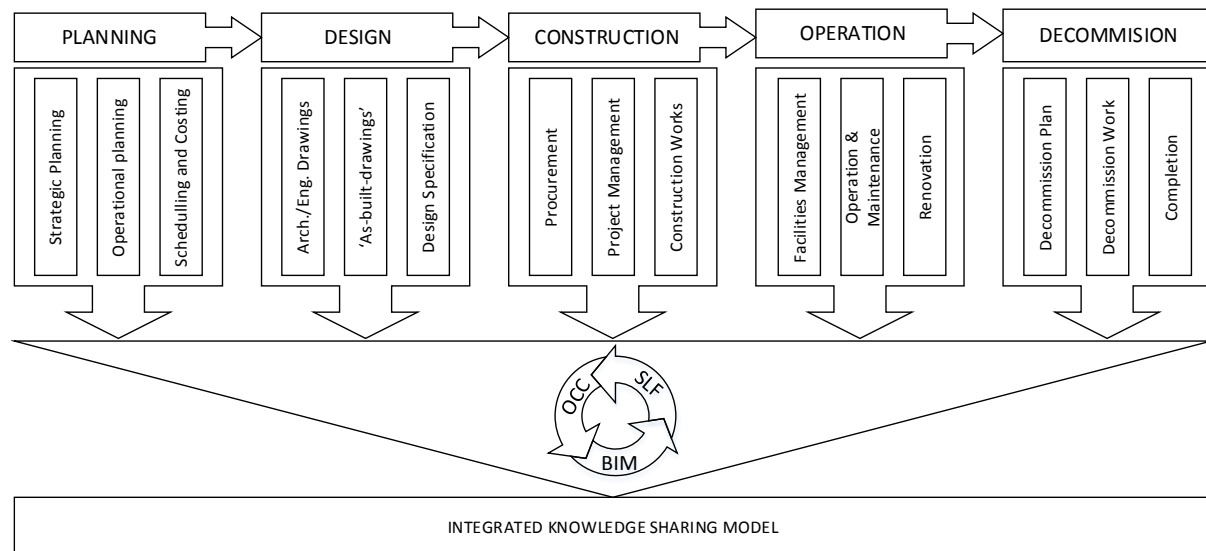 PLANNING
DESIGN
CONSTRUCTION
OPERATION
DECOMMISION
Strategic Planning
Operational planning
Schedulling and Costing
Arch./Eng. Drawings
‘As-built-drawings’
Design Specification
Procurement
Project Management
Construction Works
Facilities Management
Operation &
Maintenance
Renovation
Decommission Plan
Decommission Work
Completion
OCC
SLF
BIM
INTEGRATED KNOWLEDGE SHARING MODEL